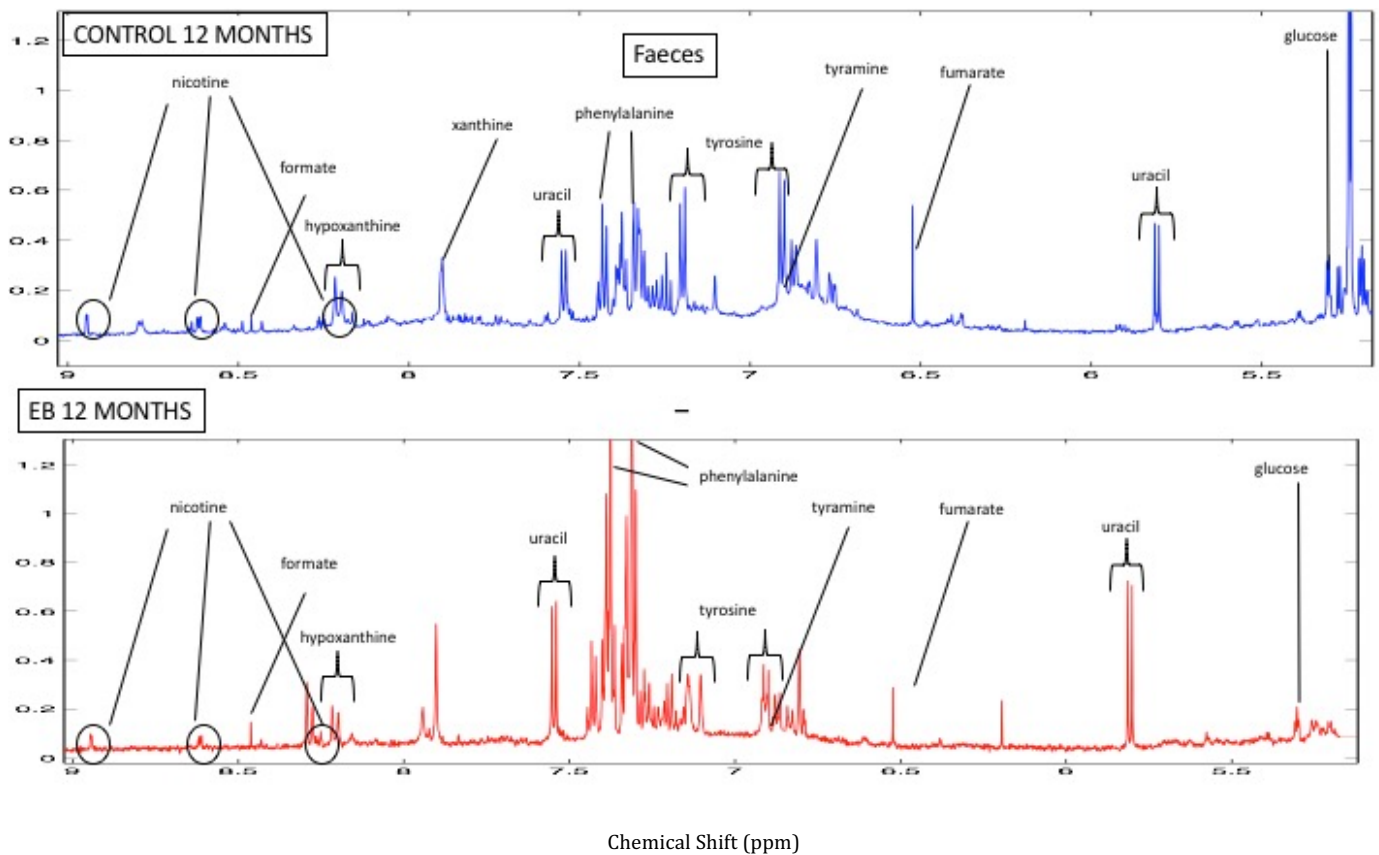 CONTROL 12 MONTHS
Faeces
glucose
nicotine
tyramine
fumarate
xanthine
phenylalanine
tyrosine
formate
uracil
uracil
hypoxanthine
1.2
1
0.8
0.6
0.4
0.2
0
9 8.5 8 7.5 7 6.5 6 5.5
EB 12 MONTHS
–
phenylalanine
glucose
nicotine
tyramine
fumarate
uracil
uracil
formate
tyrosine
hypoxanthine
1.2
1
0.8
0.6
0.4
0.2
0
9 8.5 8 7.5 7 6.5 6 5.5
Chemical Shift (ppm)